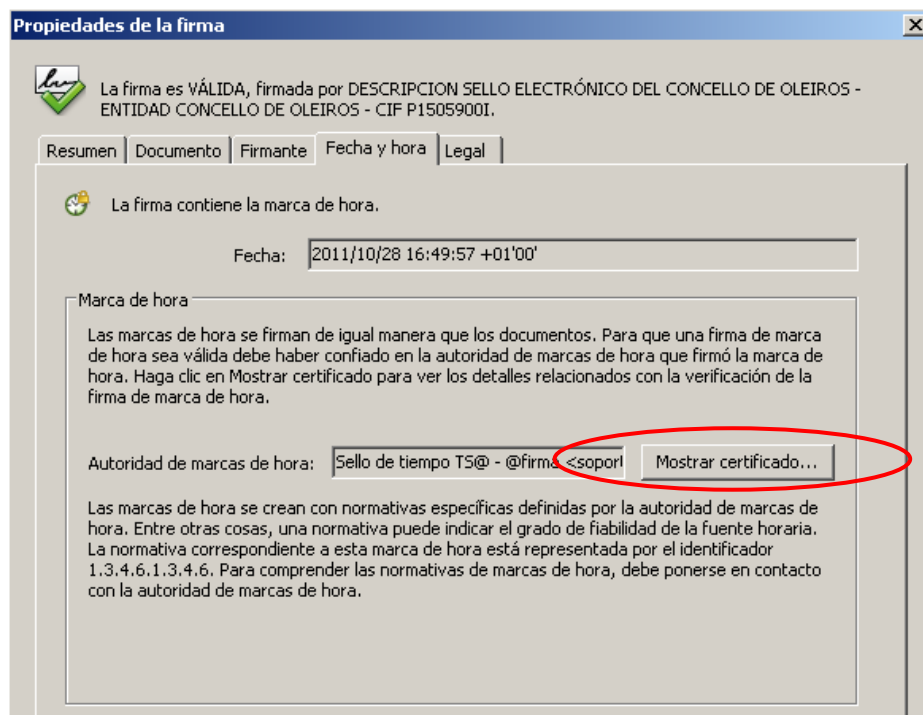 Propiedades de la firma
La firma es VÁLIDA, firmada por DESCRIPCION SELLO ELECTRÓNICO DEL CONCELLO DE OLEIROS -
ENTIDAD CONCELLO DE OLEIROS - CIF P1505900I.
Resumen Documento Firmante Fecha y hora Legal
La firma contiene la marca de hora.
Fecha: 2011/10/28 16:49:57 +01'00'
Marca de hora
Las marcas de hora se firman de igual manera que los documentos. Para que una firma de marca
de hora sea válida debe haber confiado en la autoridad de marcas de hora que firmó la marca de
hora. Haga clic en Mostrar certificado para ver los detalles relacionados con la verificación de la
firma de marca de hora.
Autoridad de marcas de hora: Sello de tiempo TS@ - @firma <sopor Mostrar certificado...
Las marcas de hora se crean con normativas específicas definidas por la autoridad de marcas de
hora. Entre otras cosas, una normativa puede indicar el grado de fiabilidad de la fuente horaria.
La normativa correspondiente a esta marca de hora está representada por el identificador
1.3.4.6.1.3.4.6. Para comprender las normativas de marcas de hora, debe ponerse en contacto
con la autoridad de marcas de hora.